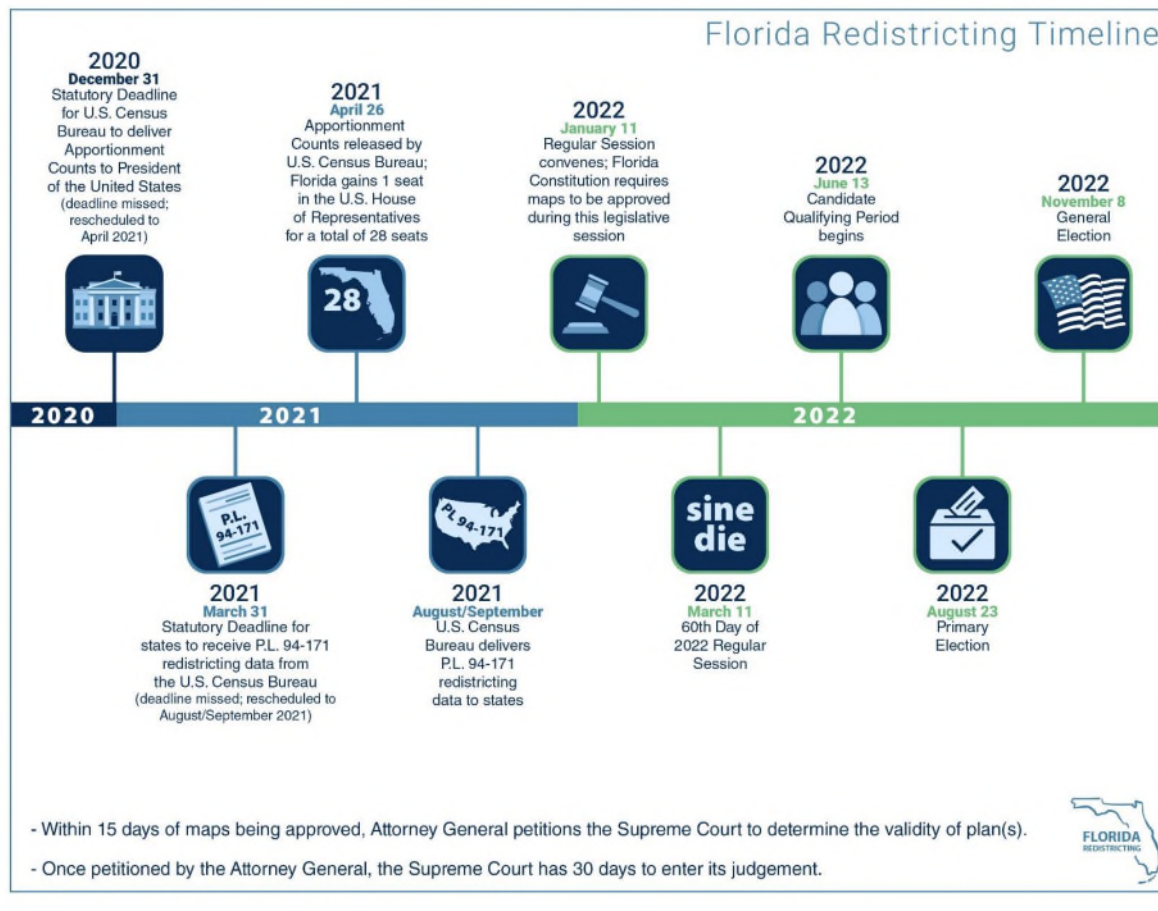 Florida Redistricting Timeline
2020
December 31
Statutory Deadline
for U.S. Census
Bureau to deliver
Apportionment
Counts to President
of the United States
(deadline missed;
rescheduled to
April 2021)
2021
April 26
Apportionment
Counts released by
U.S. Census Bureau;
Florida gains 1 seat
in the U.S. House
of Representatives
for a total of 28 seats
28
2022
January 11
Regular Session
convenes; Florida
Constitution requires
maps to be approved
during this legislative
session
2022
June 13
Candidate
Qualifying Period
begins
2022
November 8
General
Election
2020
2021
2022
P.L.
94-171
2021
March 31
Statutory Deadline for
states to receive P.L. 94-171
redistricting data from
the U.S. Census Bureau
(deadline missed; rescheduled to
August/September 2021)
PL 94-171
2021
August/September
U.S. Census
Bureau delivers
P.L. 94-171
redistricting
data to states
sine
die
2022
March 11
60th Day of
2022 Regular
Session
2022
August 23
Primary
Election
- Within 15 days of maps being approved, Attorney General petitions the Supreme Court to determine the validity of plan(s).
- Once petitioned by the Attorney General, the Supreme Court has 30 days to enter its judgement.
FLORIDA
REDISTRICTING